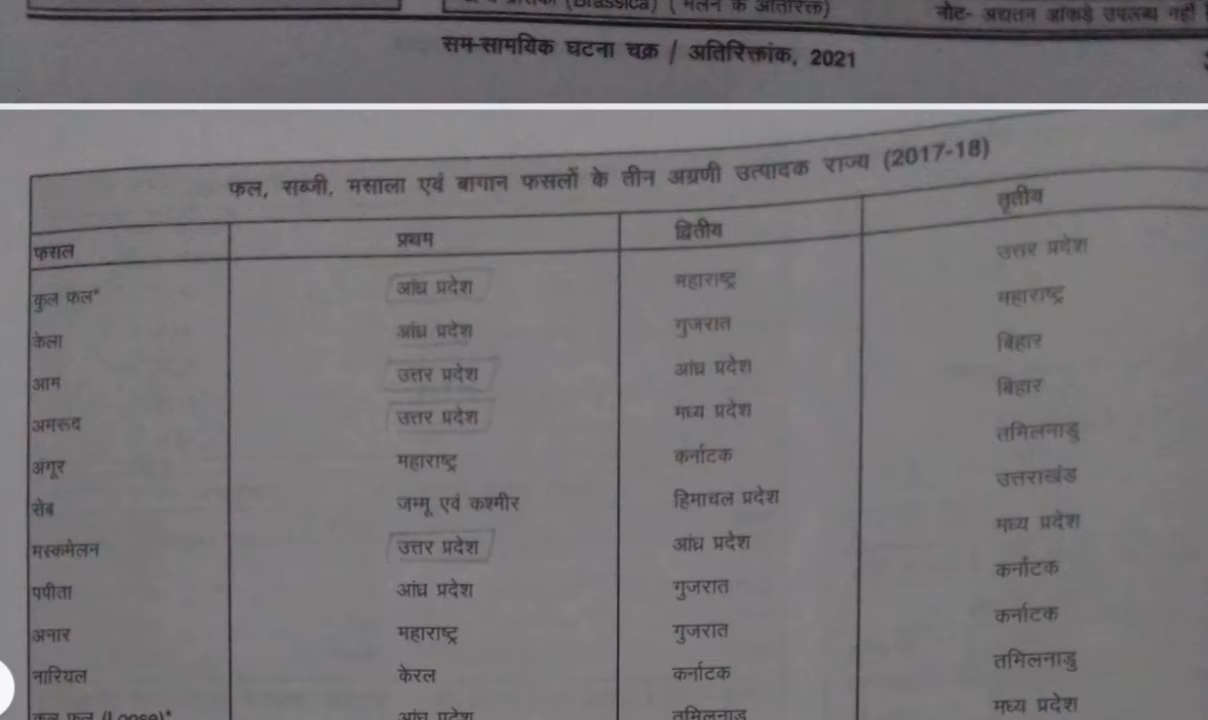 (Brassica) ( मलन के अतिरिक्त)
नोट- अद्यतन आंकड़े उपलब्ध नहीं
सम-सामयिक घटना चक्र / अतिरिक्तांक, 2021
फल, सब्जी, मसाला एवं बागान फसलों के तीन अग्रणी उत्पादक राज्य (2017-18)
फसल प्रथम द्वितीय तृतीय
कुल फल* आंध्र प्रदेश महाराष्ट्र उत्तर प्रदेश
केला आंध्र प्रदेश गुजरात महाराष्ट्र
आम उत्तर प्रदेश आंध्र प्रदेश बिहार
अमरूद उत्तर प्रदेश मध्य प्रदेश बिहार
अंगूर महाराष्ट्र कर्नाटक तमिलनाडु
सेब जम्मू एवं कश्मीर हिमाचल प्रदेश उत्तराखंड
मस्कमेलन उत्तर प्रदेश आंध्र प्रदेश मध्य प्रदेश
पपीता आंध्र प्रदेश गुजरात कर्नाटक
अनार महाराष्ट्र गुजरात कर्नाटक
नारियल केरल कर्नाटक तमिलनाडु
कुल फूल (Loose)* आंध्र प्रदेश तमिलनाडु मध्य प्रदेश